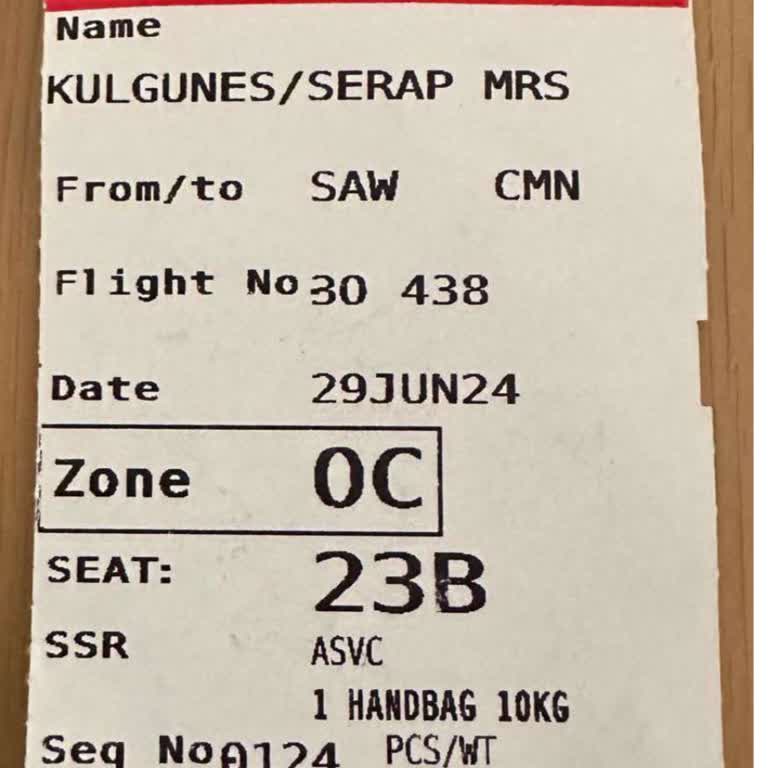 Name
KULGUNES/SERAP MRS
From/to SAW CMN
Flight No 30 438
Date 29JUN24
Zone 0C
SEAT: 23B
SSR ASVC
1 HANDBAG 10KG
Seq No 0124 PCS/WT